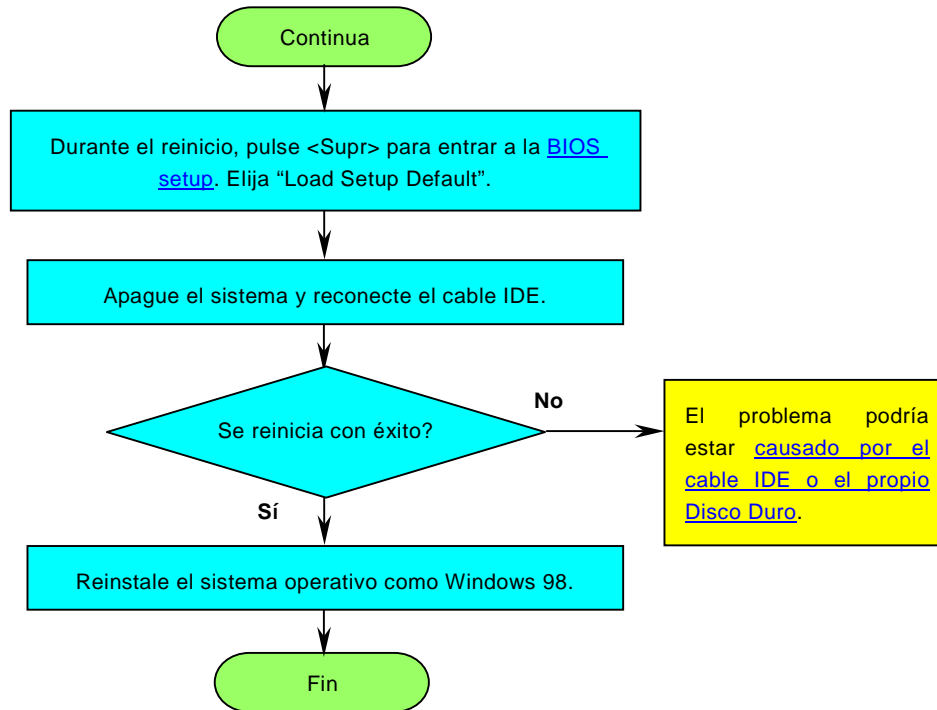 Continua
Durante el reinicio, pulse <Supr> para entrar a la BIOS
setup. Elija “Load Setup Default”.
Apague el sistema y reconecte el cable IDE.
Se reinicia con éxito?
No
El problema podría
estar causado por el
cable IDE o el propio
Disco Duro.
Sí
Reinstale el sistema operativo como Windows 98.
Fin